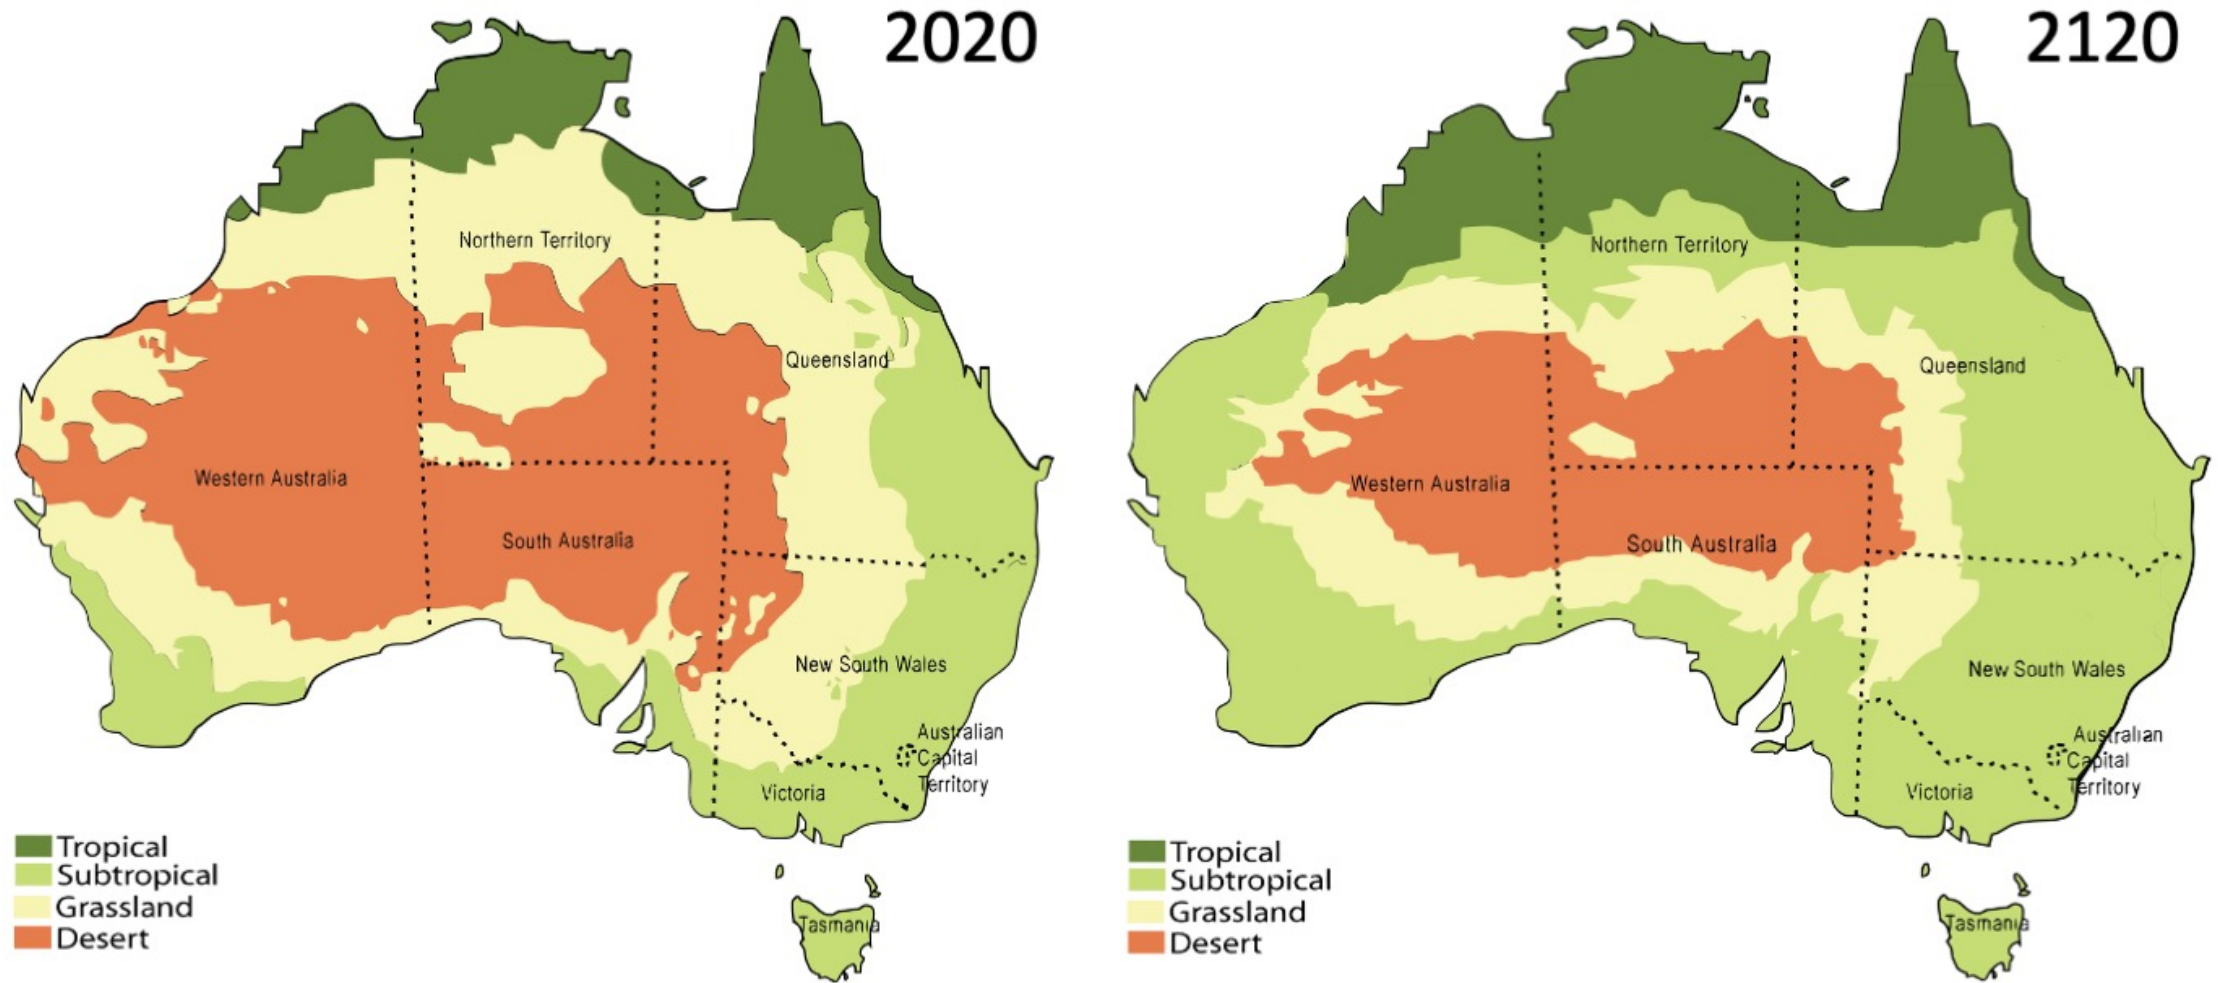 2020
Northern Territory
Queensland
Western Australia
South Australia
New South Wales
Australian
Capital
Territory
Victoria
Tasmania
Tropical
Subtropical
Grassland
Desert
2120
Northern Territory
Queensland
Western Australia
South Australia
New South Wales
Australian
Capital
Territory
Victoria
Tasmania
Tropical
Subtropical
Grassland
Desert